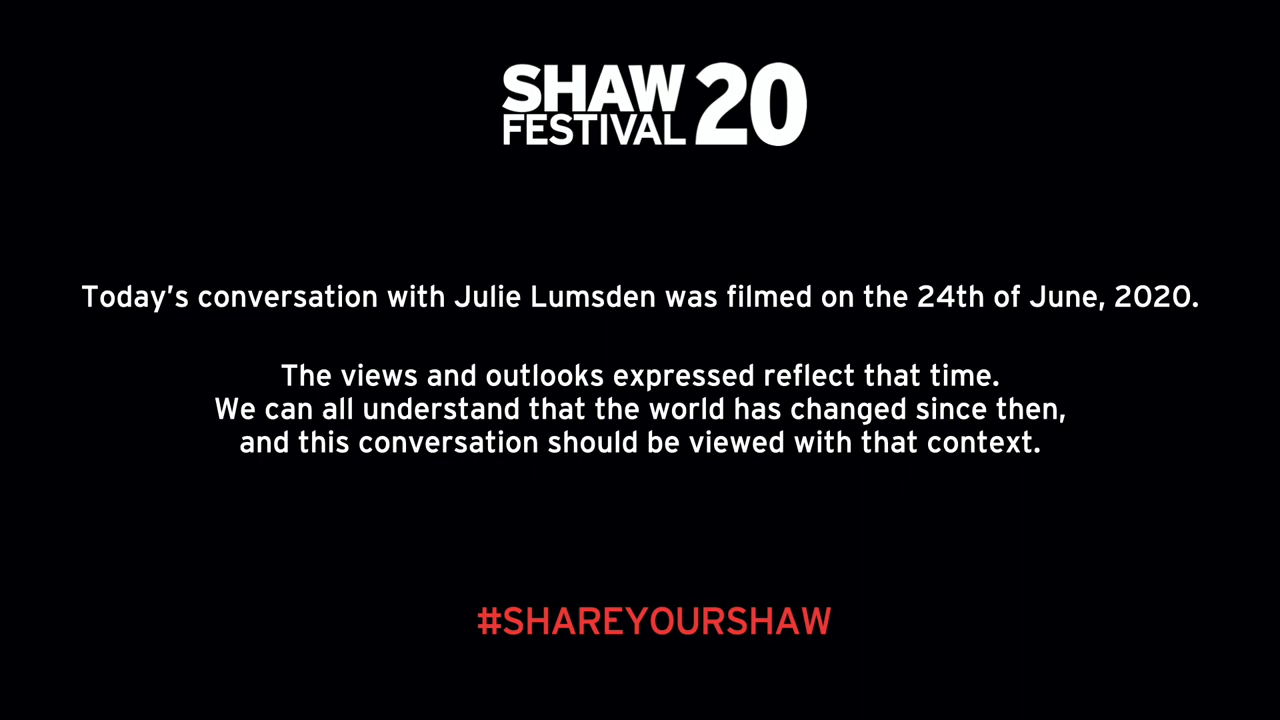 SHAW 20
FESTIVAL
Today's conversation with Julie Lumsden was filmed on the 24th of June, 2020.
The views and outlooks expressed reflect that time.
We can all understand that the world has changed since then,
and this conversation should be viewed with that context.
#SHAREYOURSHAW